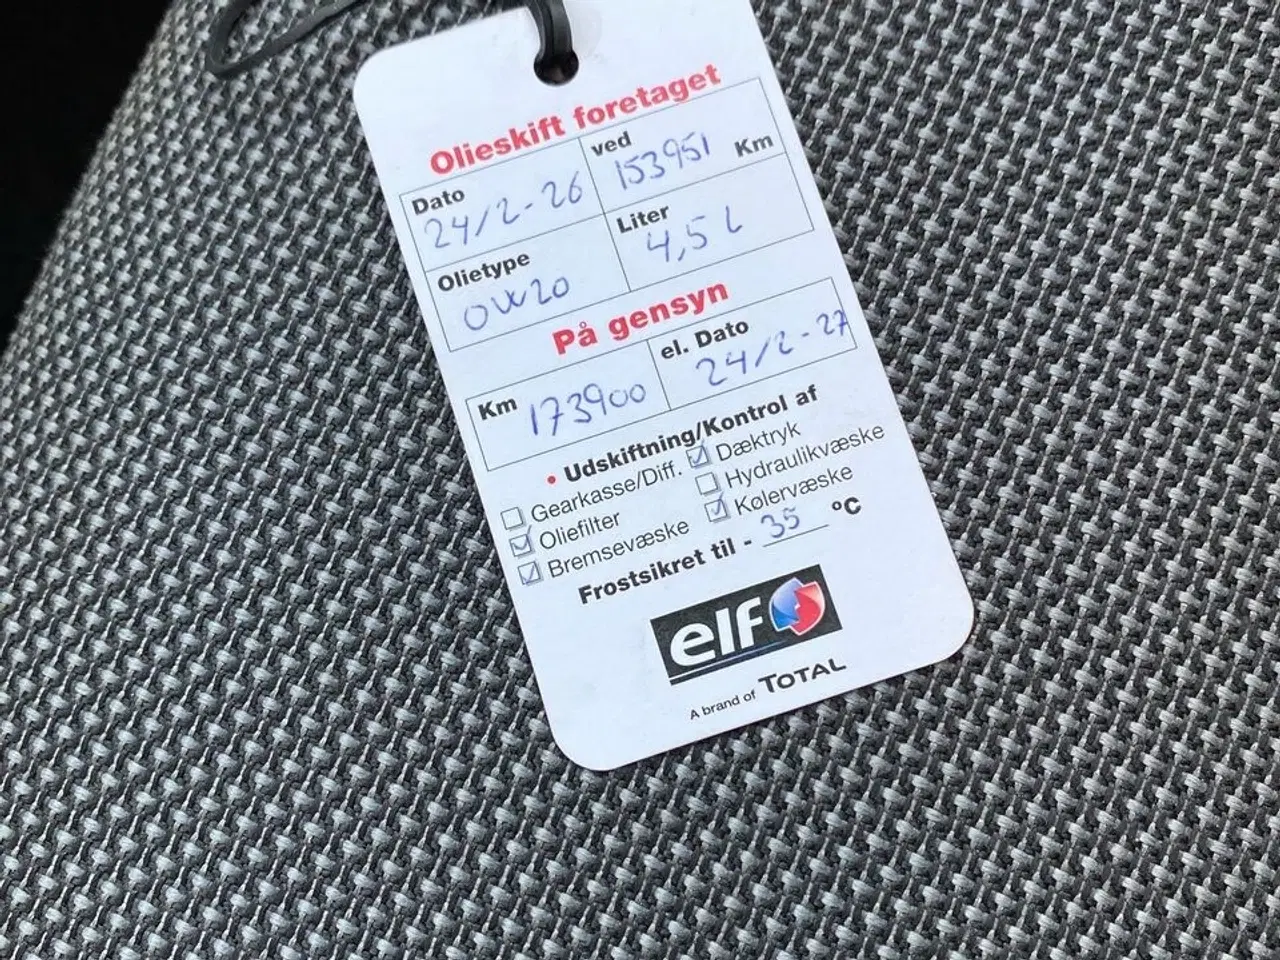 Olieskift foretaget
Dato ved
24/2-26 153951 Km
Olietype Liter
0W20 4,5 L
På gensyn
Km 173900 el. Dato 24/2-27
• Udskiftning/Kontrol af
Gearkasse/Diff. Dæktryk
Oliefilter Hydraulikvæske
Bremsevæske Kølervæske
Frostsikret til - 35 °C
elf
A brand of TOTAL